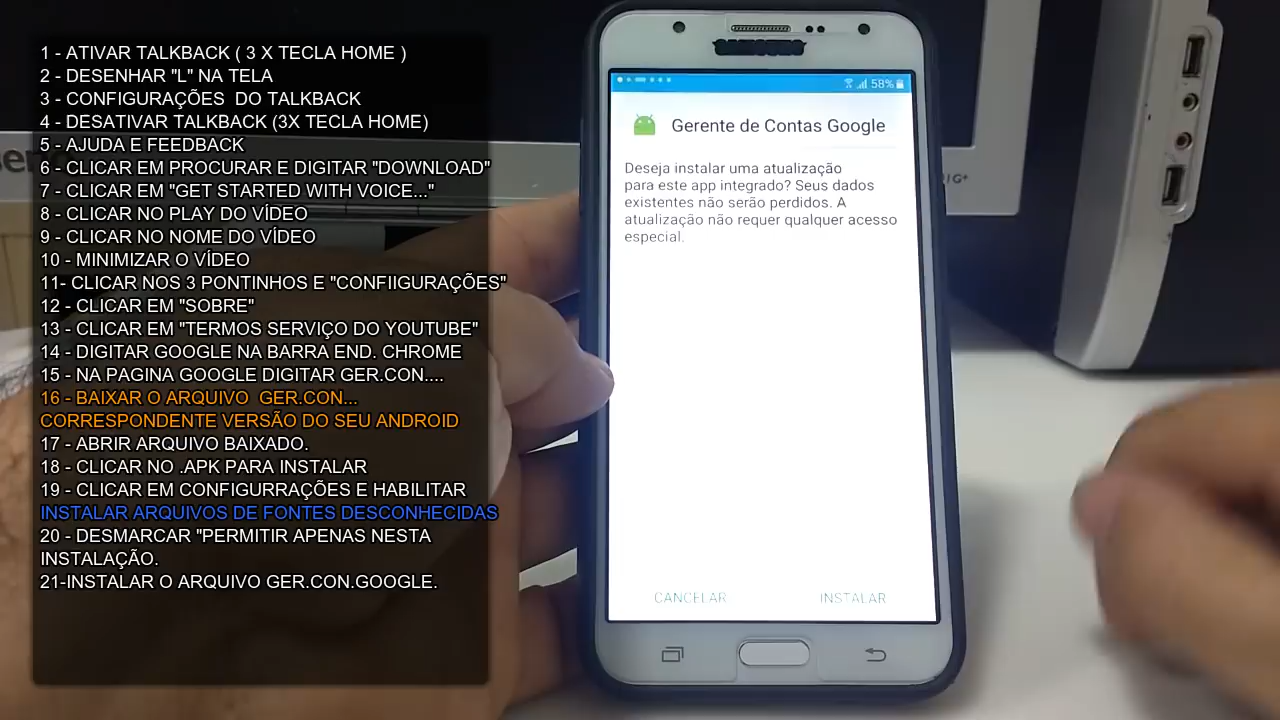 1 - ATIVAR TALKBACK ( 3 X TECLA HOME )
2 - DESENHAR "L" NA TELA
3 - CONFIGURAÇÕES  DO TALKBACK
4 - DESATIVAR TALKBACK (3X TECLA HOME)
5 - AJUDA E FEEDBACK
6 - CLICAR EM PROCURAR E DIGITAR "DOWNLOAD"
7 - CLICAR EM "GET STARTED WITH VOICE..."
8 - CLICAR NO PLAY DO VÍDEO
9 - CLICAR NO NOME DO VÍDEO
10 - MINIMIZAR O VÍDEO
11- CLICAR NOS 3 PONTINHOS E "CONFIIGURAÇÕES"
12 - CLICAR EM "SOBRE"
13 - CLICAR EM "TERMOS SERVIÇO DO YOUTUBE"
14 - DIGITAR GOOGLE NA BARRA END. CHROME
15 - NA PAGINA GOOGLE DIGITAR GER.CON....
16 - BAIXAR O ARQUIVO  GER.CON...
CORRESPONDENTE VERSÃO DO SEU ANDROID
17 - ABRIR ARQUIVO BAIXADO.
18 - CLICAR NO .APK PARA INSTALAR
19 - CLICAR EM CONFIGURRAÇÕES E HABILITAR
INSTALAR ARQUIVOS DE FONTES DESCONHECIDAS
20 - DESMARCAR "PERMITIR APENAS NESTA
INSTALAÇÃO.
21-INSTALAR O ARQUIVO GER.CON.GOOGLE.
SAMSUNG
58%
Gerente de Contas Google
Deseja instalar uma atualização
para este app integrado? Seus dados
existentes não serão perdidos. A
atualização não requer qualquer acesso
especial.
CANCELAR INSTALAR